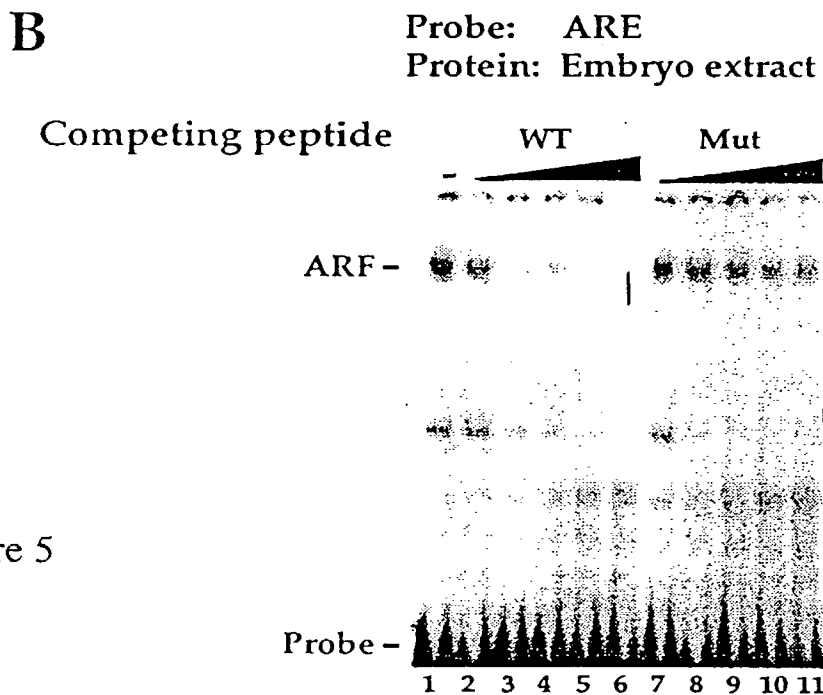 B
Probe: ARE
Protein: Embryo extract
Competing peptide
WT
Mut
-
ARF -
re 5
Probe -
1 2 3 4 5 6 7 8 9 10 11